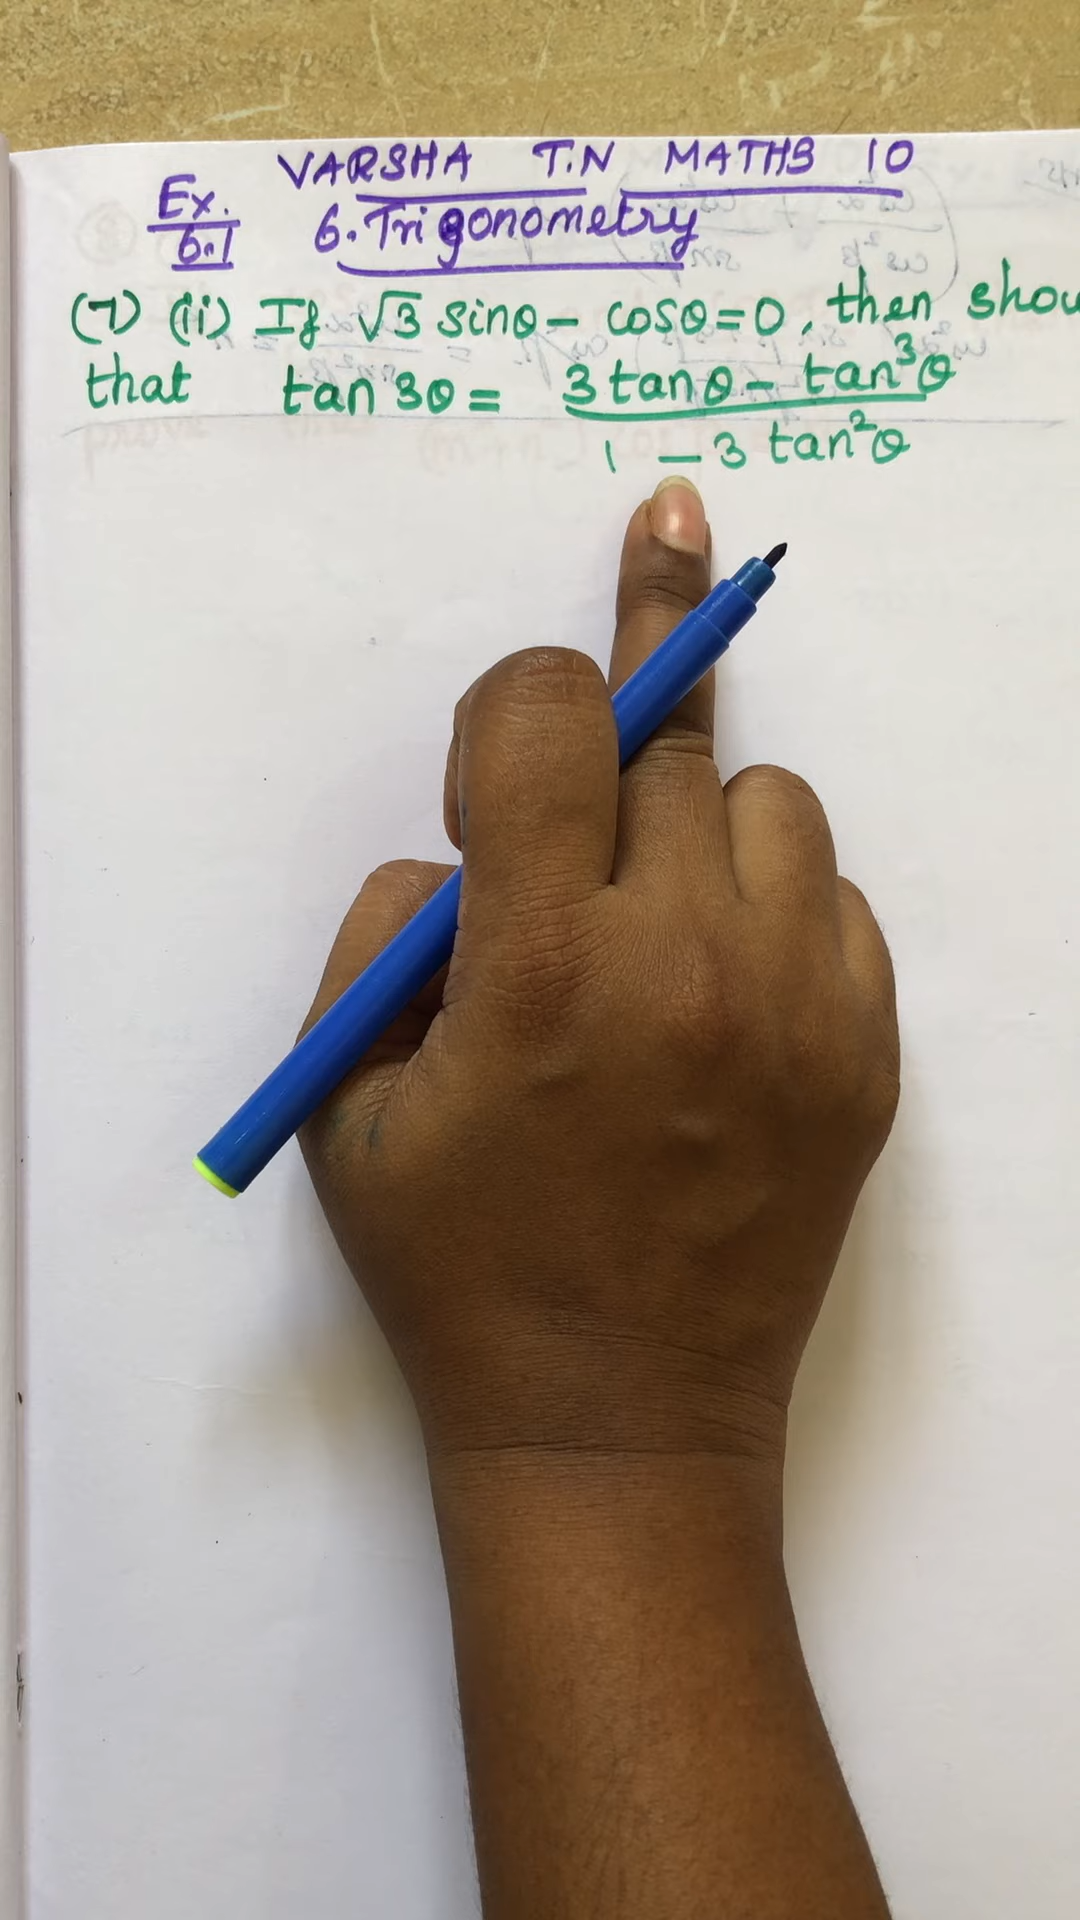 VARSHA T.N MATHS 10
Ex. 6.1
6. Trigonometry
(7) (ii) If √3 sinθ - cosθ = 0, then show
that tan 3θ = 3 tanθ - tan³θ
1 - 3 tan²θ